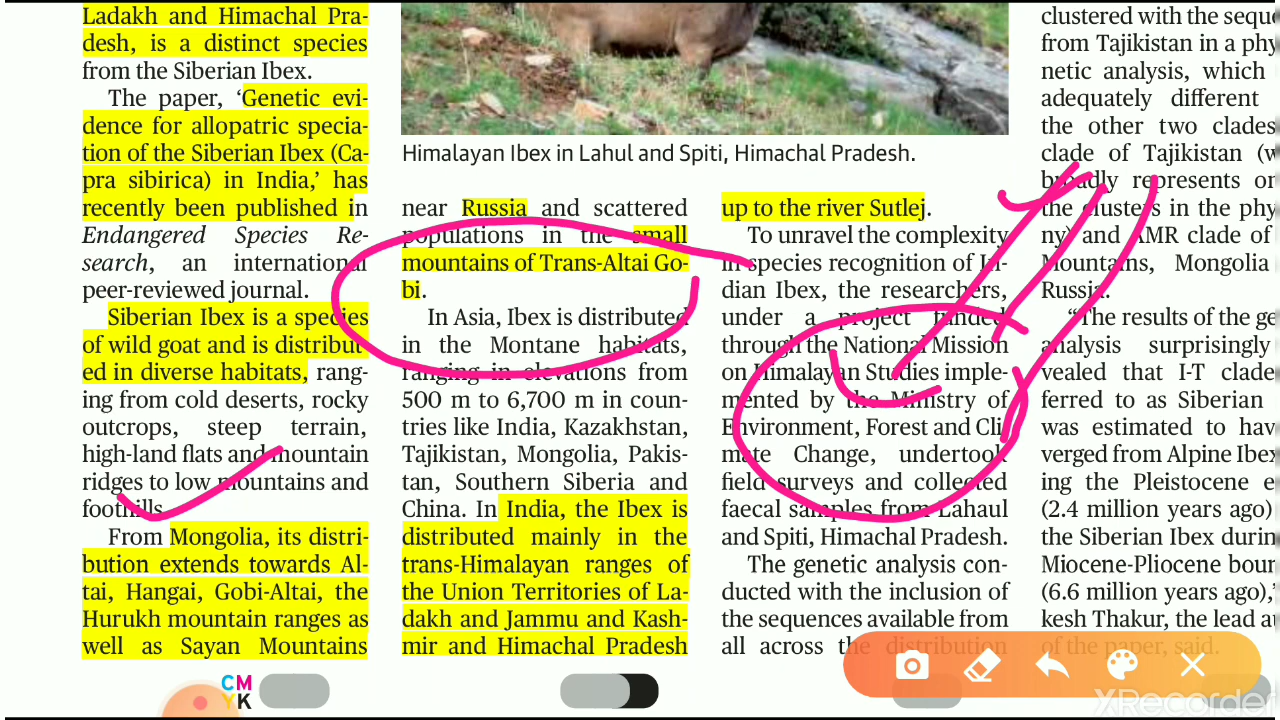 Ladakh and Himachal Pra-
desh, is a distinct species
from the Siberian Ibex.
The paper, ‘Genetic evi-
dence for allopatric specia-
tion of the Siberian Ibex (Ca-
pra sibirica) in India,’ has
recently been published in
Endangered Species Re-
search, an international
peer-reviewed journal.
Siberian Ibex is a species
of wild goat and is distribut-
ed in diverse habitats, rang-
ing from cold deserts, rocky
outcrops, steep terrain,
high-land flats and mountain
ridges to low mountains and
foothills.
From Mongolia, its distri-
bution extends towards Al-
tai, Hangai, Gobi-Altai, the
Hurukh mountain ranges as
well as Sayan Mountains
Himalayan Ibex in Lahul and Spiti, Himachal Pradesh.
near Russia and scattered
populations in the small
mountains of Trans-Altai Go-
bi.
In Asia, Ibex is distributed
in the Montane habitats,
ranging in elevations from
500 m to 6,700 m in coun-
tries like India, Kazakhstan,
Tajikistan, Mongolia, Pakis-
tan, Southern Siberia and
China. In India, the Ibex is
distributed mainly in the
trans-Himalayan ranges of
the Union Territories of La-
dakh and Jammu and Kash-
mir and Himachal Pradesh
up to the river Sutlej.
To unravel the complexity
in species recognition of In-
dian Ibex, the researchers,
under a project funded
through the National Mission
on Himalayan Studies imple-
mented by the Ministry of
Environment, Forest and Cli-
mate Change, undertook
field surveys and collected
faecal samples from Lahaul
and Spiti, Himachal Pradesh.
The genetic analysis con-
ducted with the inclusion of
the sequences available from
all across the distribution
clustered with the sequ
from Tajikistan in a phy
netic analysis, which
adequately different
the other two clades
clade of Tajikistan (w
broadly represents on
the clusters in the phy
ny) and AMR clade of
Mountains, Mongolia
Russia.
“The results of the ge
analysis surprisingly
vealed that I-T clade
ferred to as Siberian
was estimated to hav
verged from Alpine Ibex
ing the Pleistocene e
(2.4 million years ago)
the Siberian Ibex durin
Miocene-Pliocene boun
(6.6 million years ago),”
kesh Thakur, the lead au
of the paper, said.
CM
YK
XRecorder